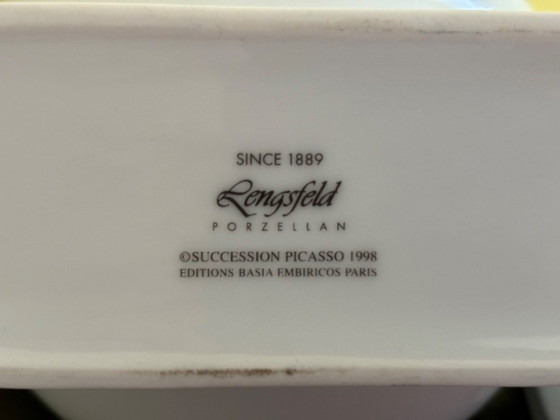 SINCE 1889
Lengsfeld
PORZELLAN
©SUCCESSION PICASSO 1998
EDITIONS BASIA EMBIRICOS PARIS